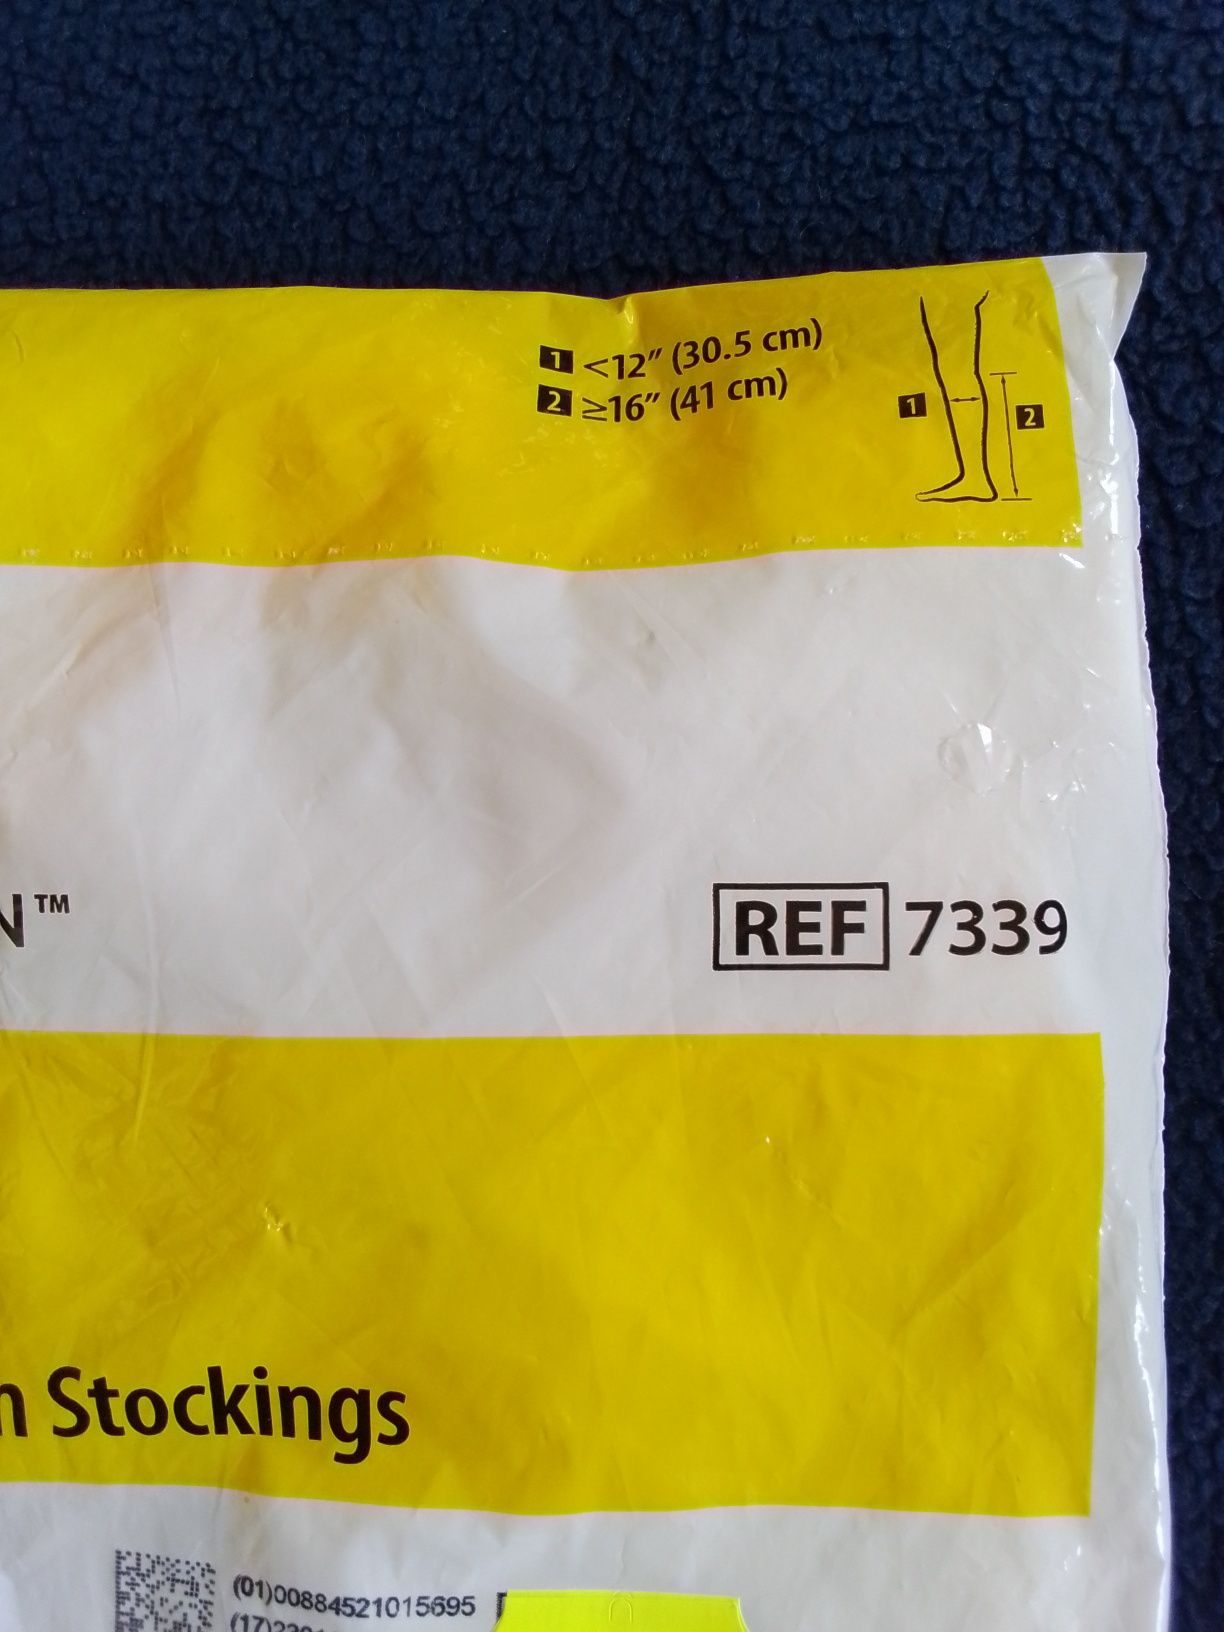 1 <12” (30.5 cm)
2 ≥16” (41 cm)
1
2
N™
REF 7339
Stockings
(01)00884521015695